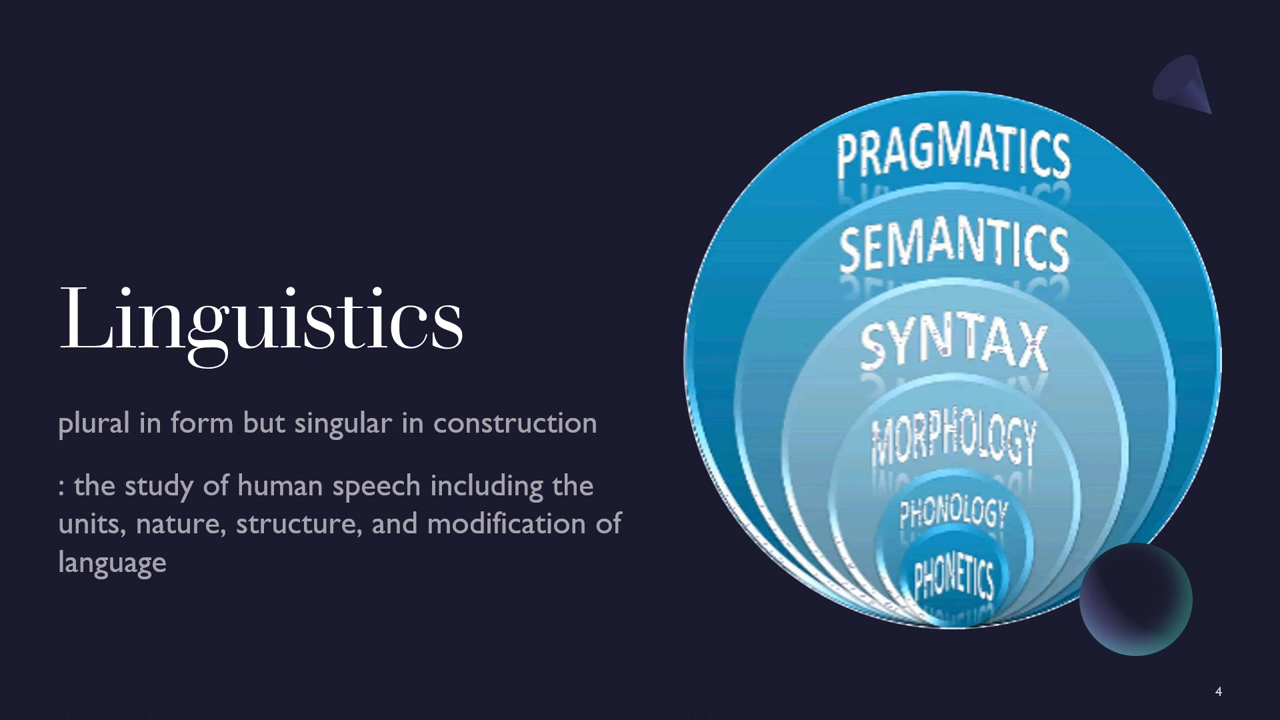 Linguistics
plural in form but singular in construction
: the study of human speech including the
units, nature, structure, and modification of
language
PRAGMATICS
SEMANTICS
SYNTAX
MORPHOLOGY
PHONOLOGY
PHONETICS
4